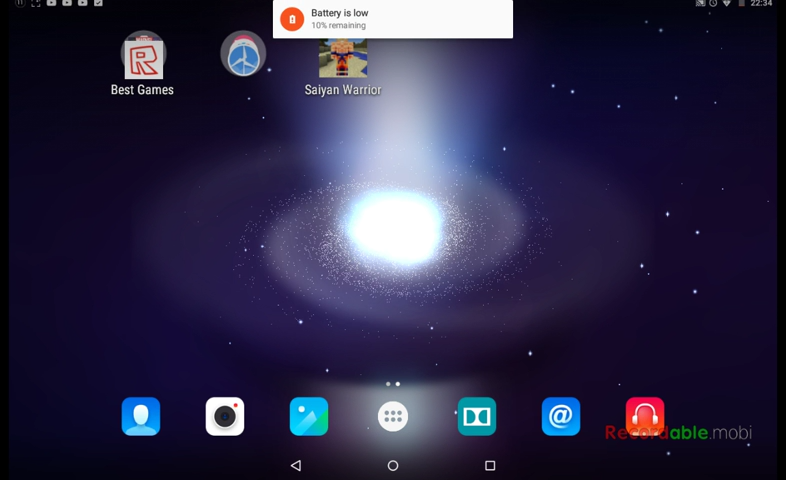 22:34
Battery is low
10% remaining
Best Games
Saiyan Warrior
Recordable.mobi